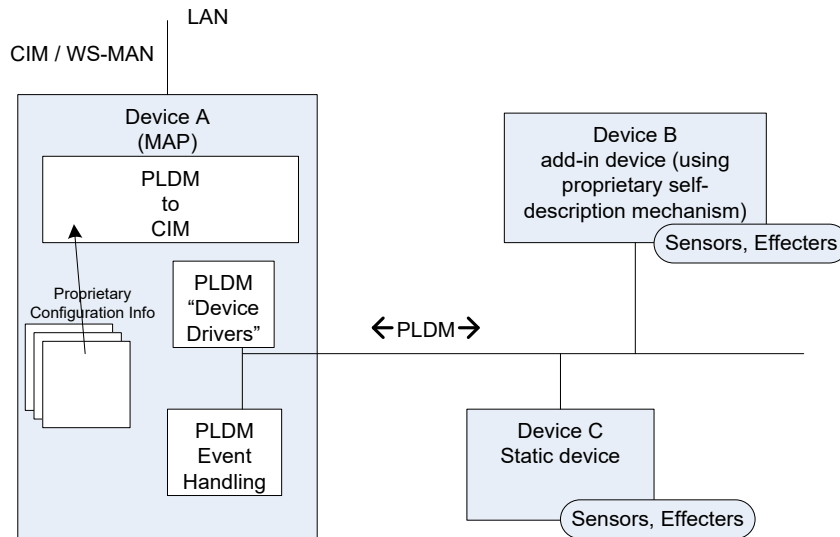 LAN
CIM / WS-MAN
Device A
(MAP)
PLDM
to
CIM
Proprietary
Configuration Info
PLDM
“Device
Drivers”
PLDM
Event
Handling
PLDM
Device B
add-in device (using
proprietary self-
description mechanism)
Sensors, Effecters
Device C
Static device
Sensors, Effecters